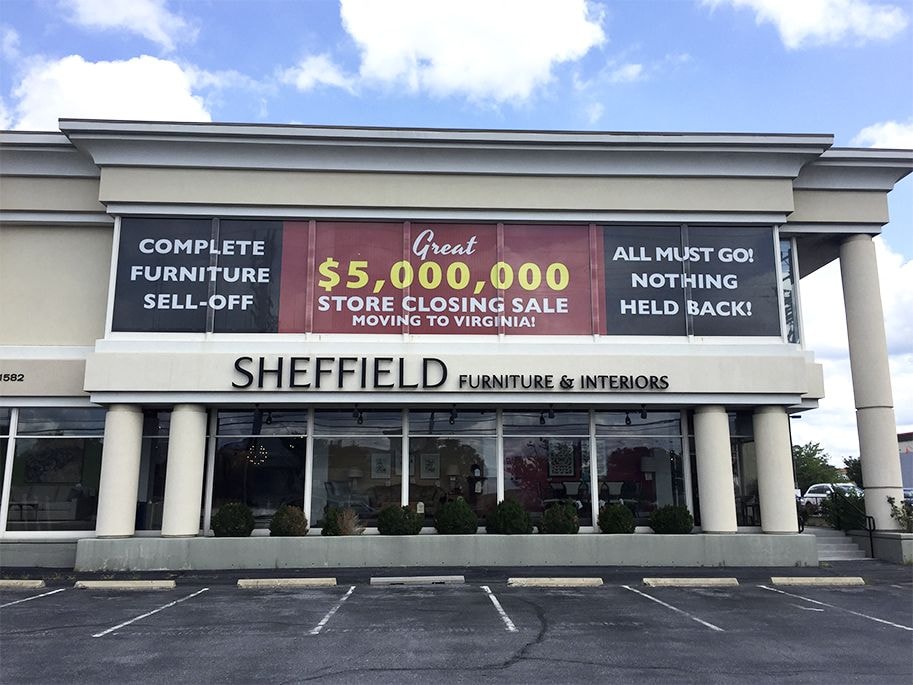 COMPLETE
FURNITURE
SELL-OFF
Great
$5,000,000
STORE CLOSING SALE
MOVING TO VIRGINIA!
ALL MUST GO!
NOTHING
HELD BACK!
SHEFFIELD FURNITURE & INTERIORS
1582